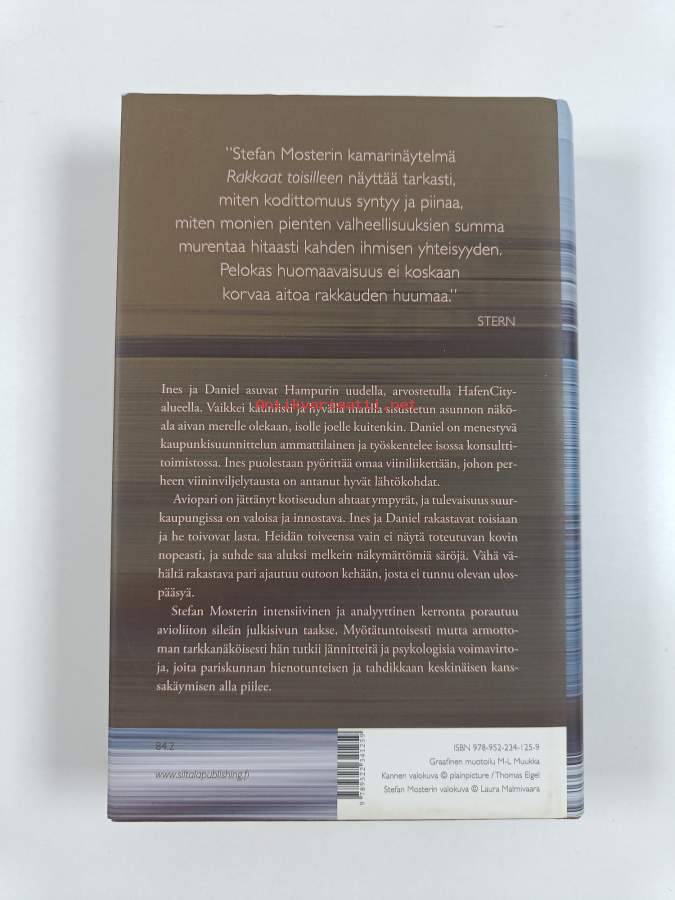 "Stefan Mosterin kamarinäytelmä
Rakkaat toisilleen näyttää tarkasti,
miten kodittomuus syntyy ja piinaa,
miten monien pienten valheellisuuksien summa
murentaa hitaasti kahden ihmisen yhteisyyden.
Pelokas huomaavaisuus ei koskaan
korvaa aitoa rakkauden huumaa."
STERN
Ines ja Daniel asuvat Hampurin uudella, arvostetulla HafenCity-
alueella. Vaikkei kauniisti ja hyvällä maulla sisustetun asunnon näkö-
ala aivan merelle olekaan, isolle joelle kuitenkin. Daniel on menestyvä
kaupunkisuunnittelun ammattilainen ja työskentelee isossa konsultti-
toimistossa. Ines puolestaan pyörittää omaa viiniliikettään, johon per-
heen viininviljelytausta on antanut hyvät lähtökohdat.
Aviopari on jättänyt kotiseudun ahtaat ympyrät, ja tulevaisuus suur-
kaupungissa on valoisa ja innostava. Ines ja Daniel rakastavat toisiaan
ja he toivovat lasta. Heidän toiveensa vain ei näytä toteutuvan kovin
nopeasti, ja suhde saa aluksi melkein näkymättömiä säröjä. Vähä vä-
hältä rakastava pari ajautuu outoon kehään, josta ei tunnu olevan ulos-
pääsyä.
Stefan Mosterin intensiivinen ja analyyttinen kerronta porautuu
avioliiton sileän julkisivun taakse. Myötätuntoisesti mutta armotto-
man tarkkanäköisesti hän tutkii jännitteitä ja psykologisia voimavirto-
ja, joita pariskunnan hienotunteisen ja tahdikkaan keskinäisen kans-
sakäymisen alla piilee.
84.2
www.siltalapublishing.fi
9 789522 341259
ISBN 978-952-234-125-9
Graafinen muotoilu M-L Muukka
Kannen valokuva © plainpicture / Thomas Eigel
Stefan Mosterin valokuva © Laura Malmivaara
Antikvariaatti.net